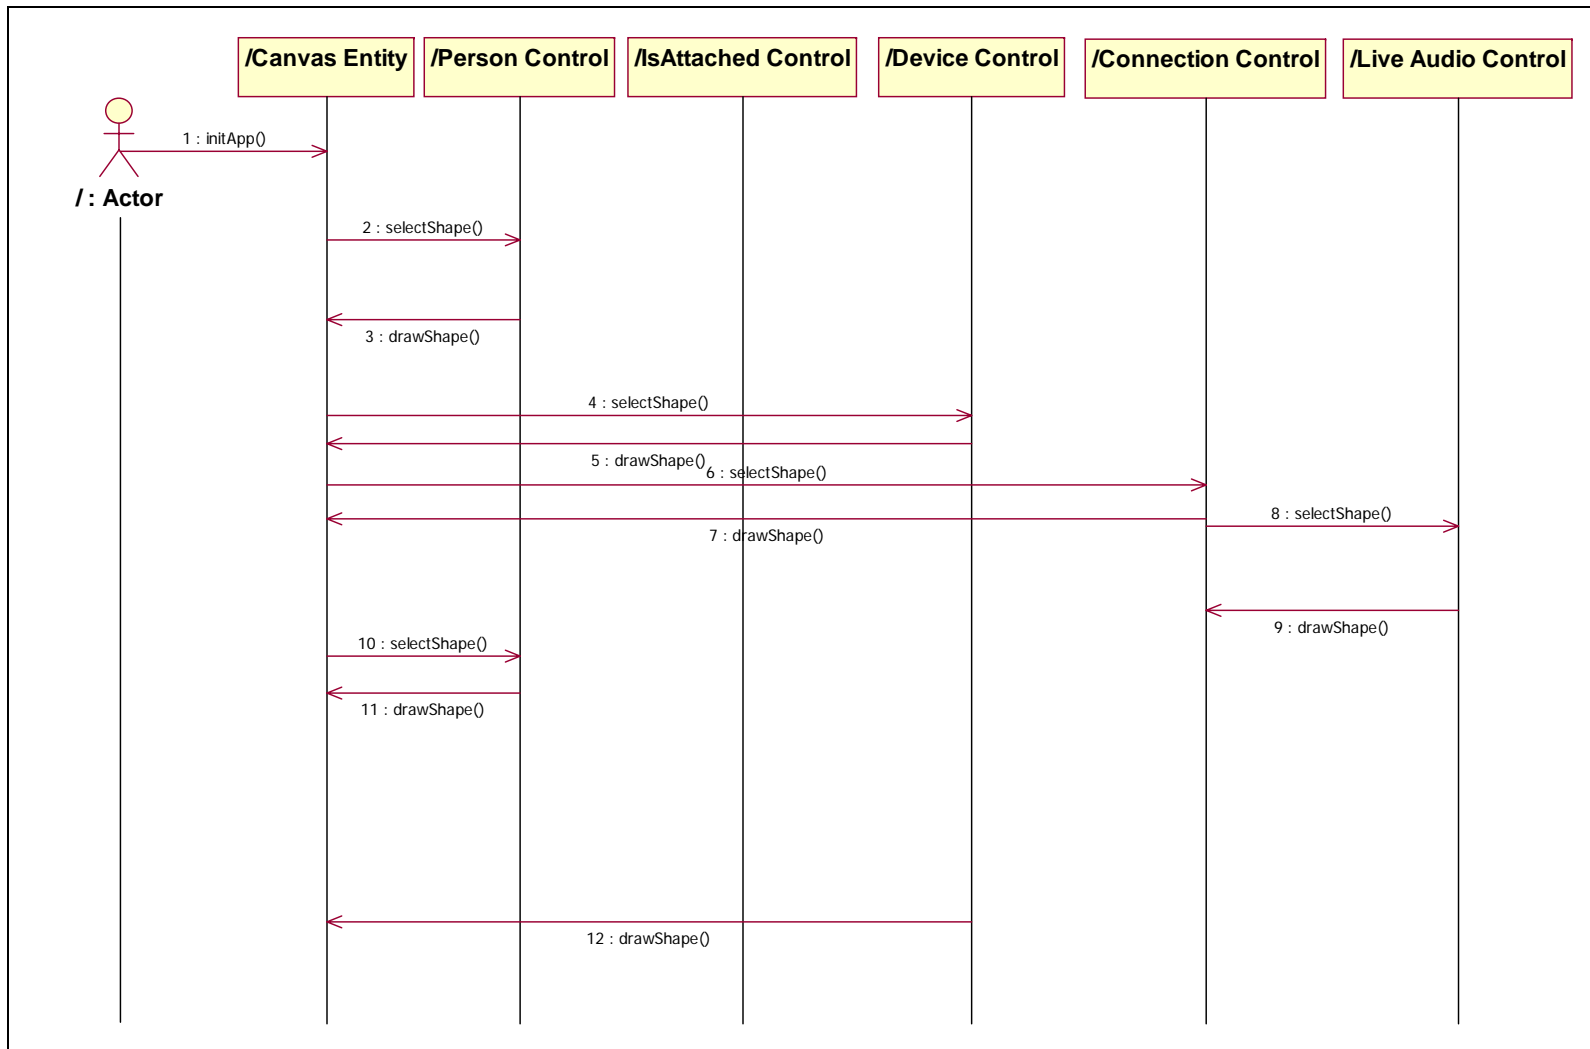 /Canvas Entity
/Person Control
/IsAttached Control
/Device Control
/Connection Control
/Live Audio Control
1 : initApp()
/ : Actor
2 : selectShape()
3 : drawShape()
4 : selectShape()
5 : drawShape()
6 : selectShape()
7 : drawShape()
8 : selectShape()
9 : drawShape()
10 : selectShape()
11 : drawShape()
12 : drawShape()